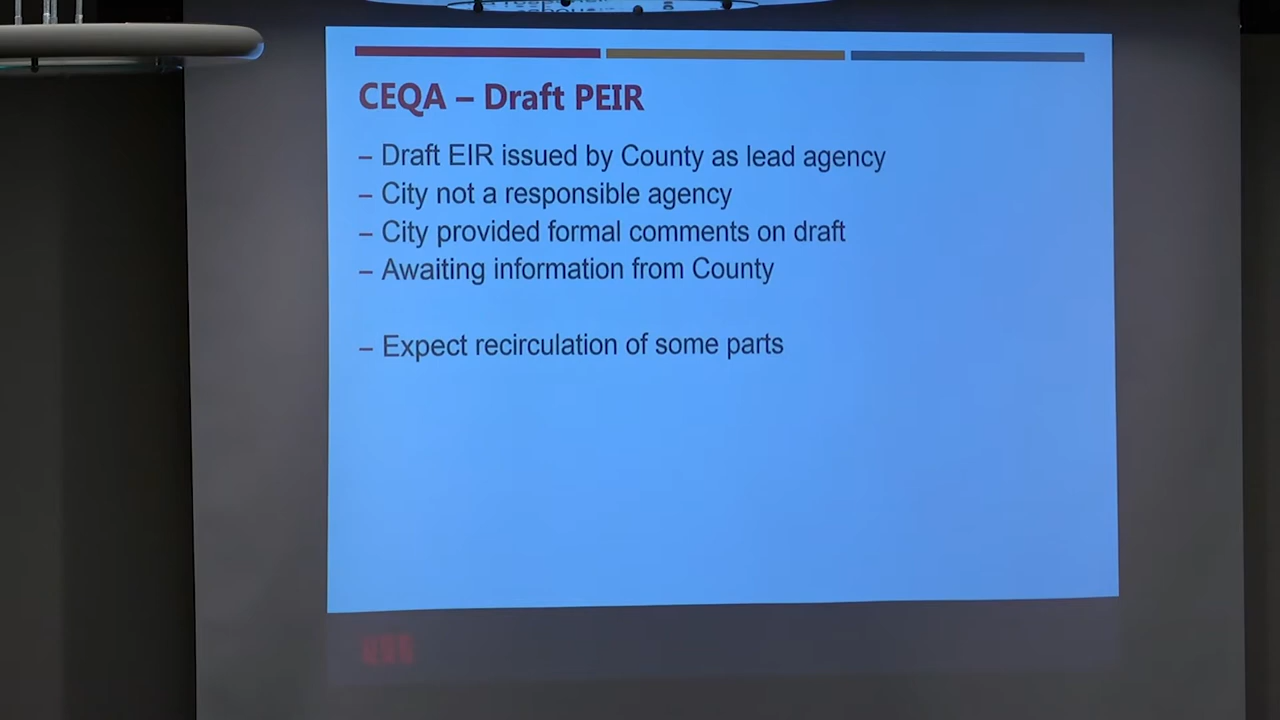 CEQA – Draft PEIR
– Draft EIR issued by County as lead agency
– City not a responsible agency
– City provided formal comments on draft
– Awaiting information from County
– Expect recirculation of some parts